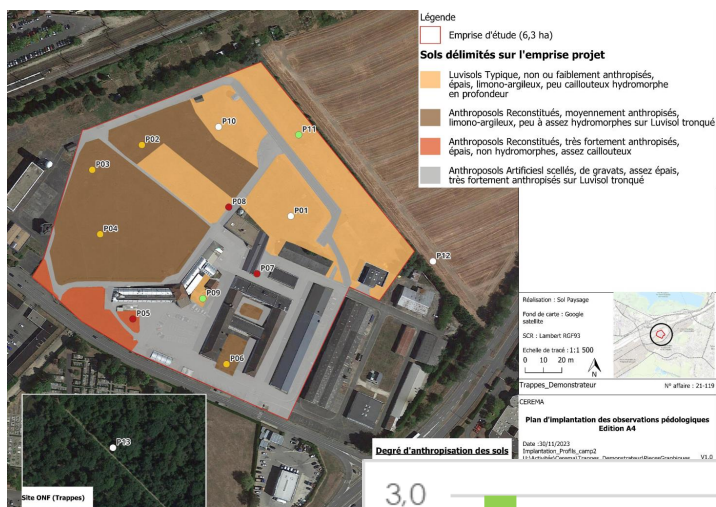 Légende
Emprise d'étude (6,3 ha)
Sols délimités sur l'emprise projet
Luvisols Typique, non ou faiblement anthropisés,
épais, limono-argileux, peu caillouteux hydromorphe
en profondeur
Anthroposols Reconstitués, moyennement anthropisés,
limono-argileux, peu à assez hydromorphes sur Luvisol tronqué
Anthroposols Reconstitués, très fortement anthropisés,
épais, non hydromorphes, assez caillouteux
Anthroposols Artificiesl scellés, de gravats, assez épais,
très fortement anthropisés sur Luvisol tronqué
P10
P11
P02
P03
P08
P01
P04
P12
P07
P09
P05
P06
P13
Site ONF (Trappes)
Réalisation : Sol Paysage
Fond de carte : Google
satellite
SCR : Lambert RGF93
Echelle de tracé : 1:1 500
0 10 20 m
N
Trappes_Demonstrateur
N° affaire : 21-119
CEREMA
Plan d'implantation des observations pédologiques
Edition A4
Date :30/11/2023
Implantation_Profils_camp2
V1.0
Degré d'anthropisation des sols
3,0